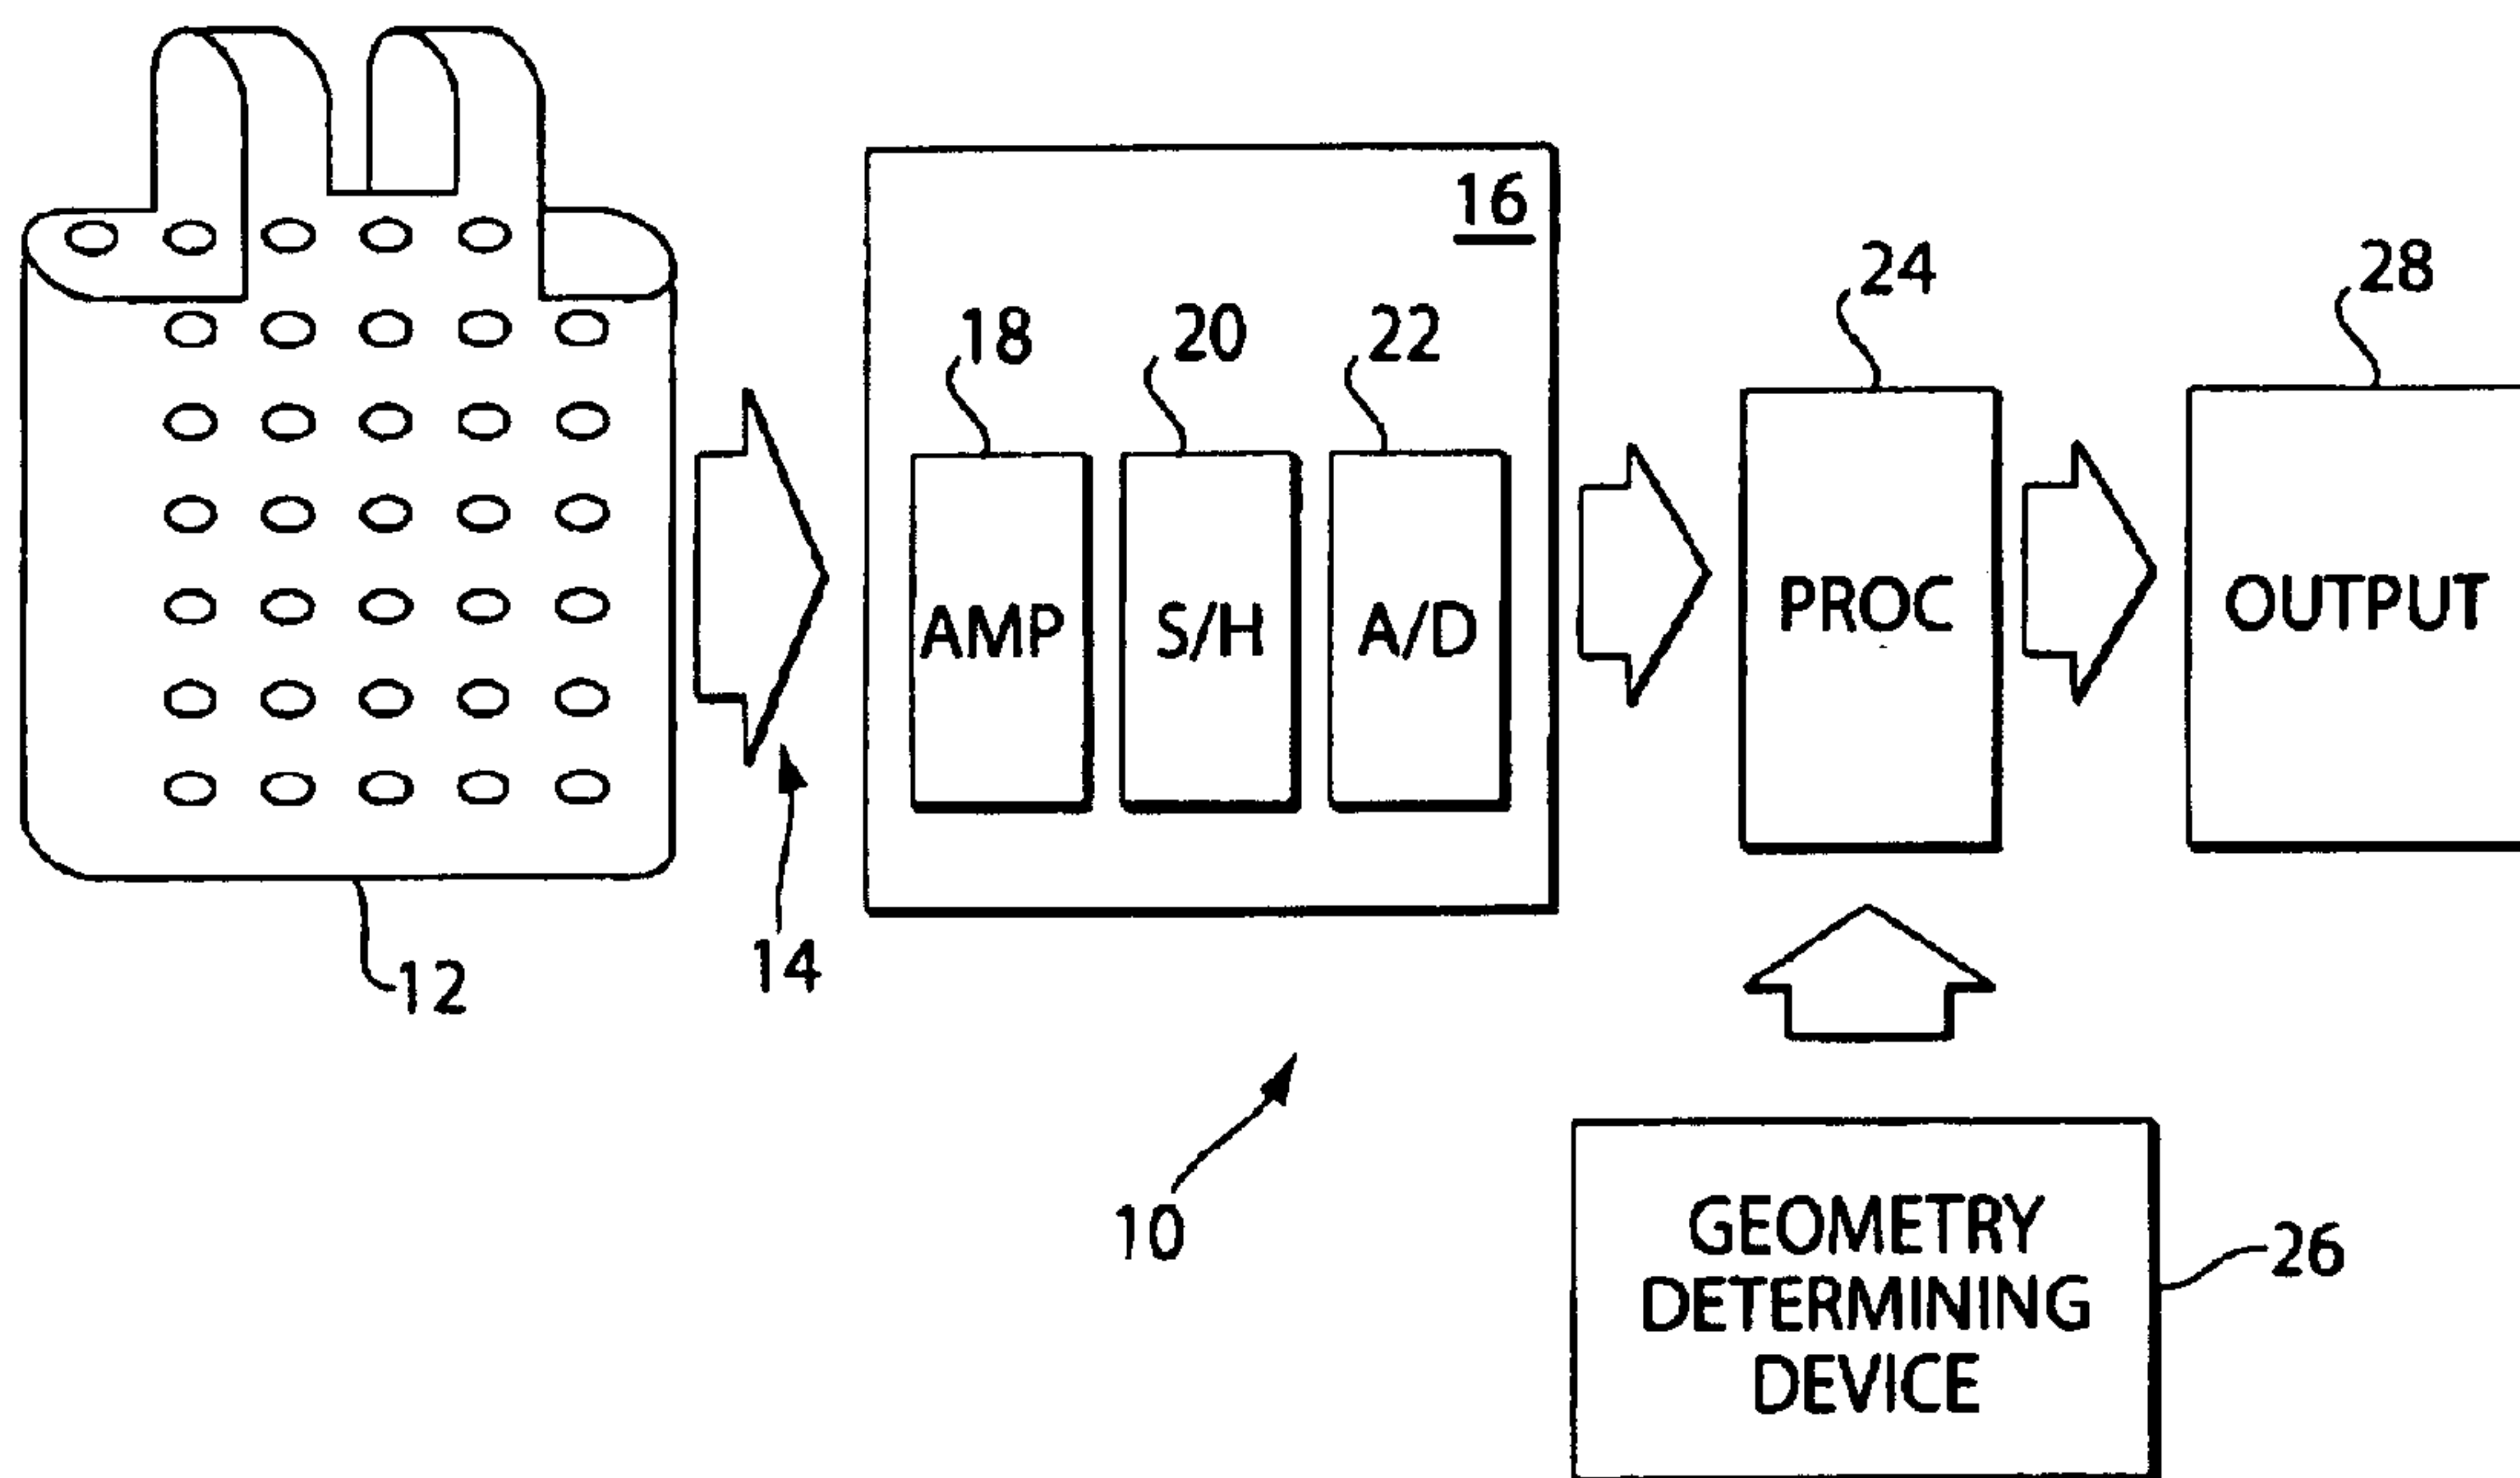 16
24
28
18
20
22
AMP
S/H
A/D
PROC
OUTPUT
14
12
10
GEOMETRY
DETERMINING
DEVICE
26